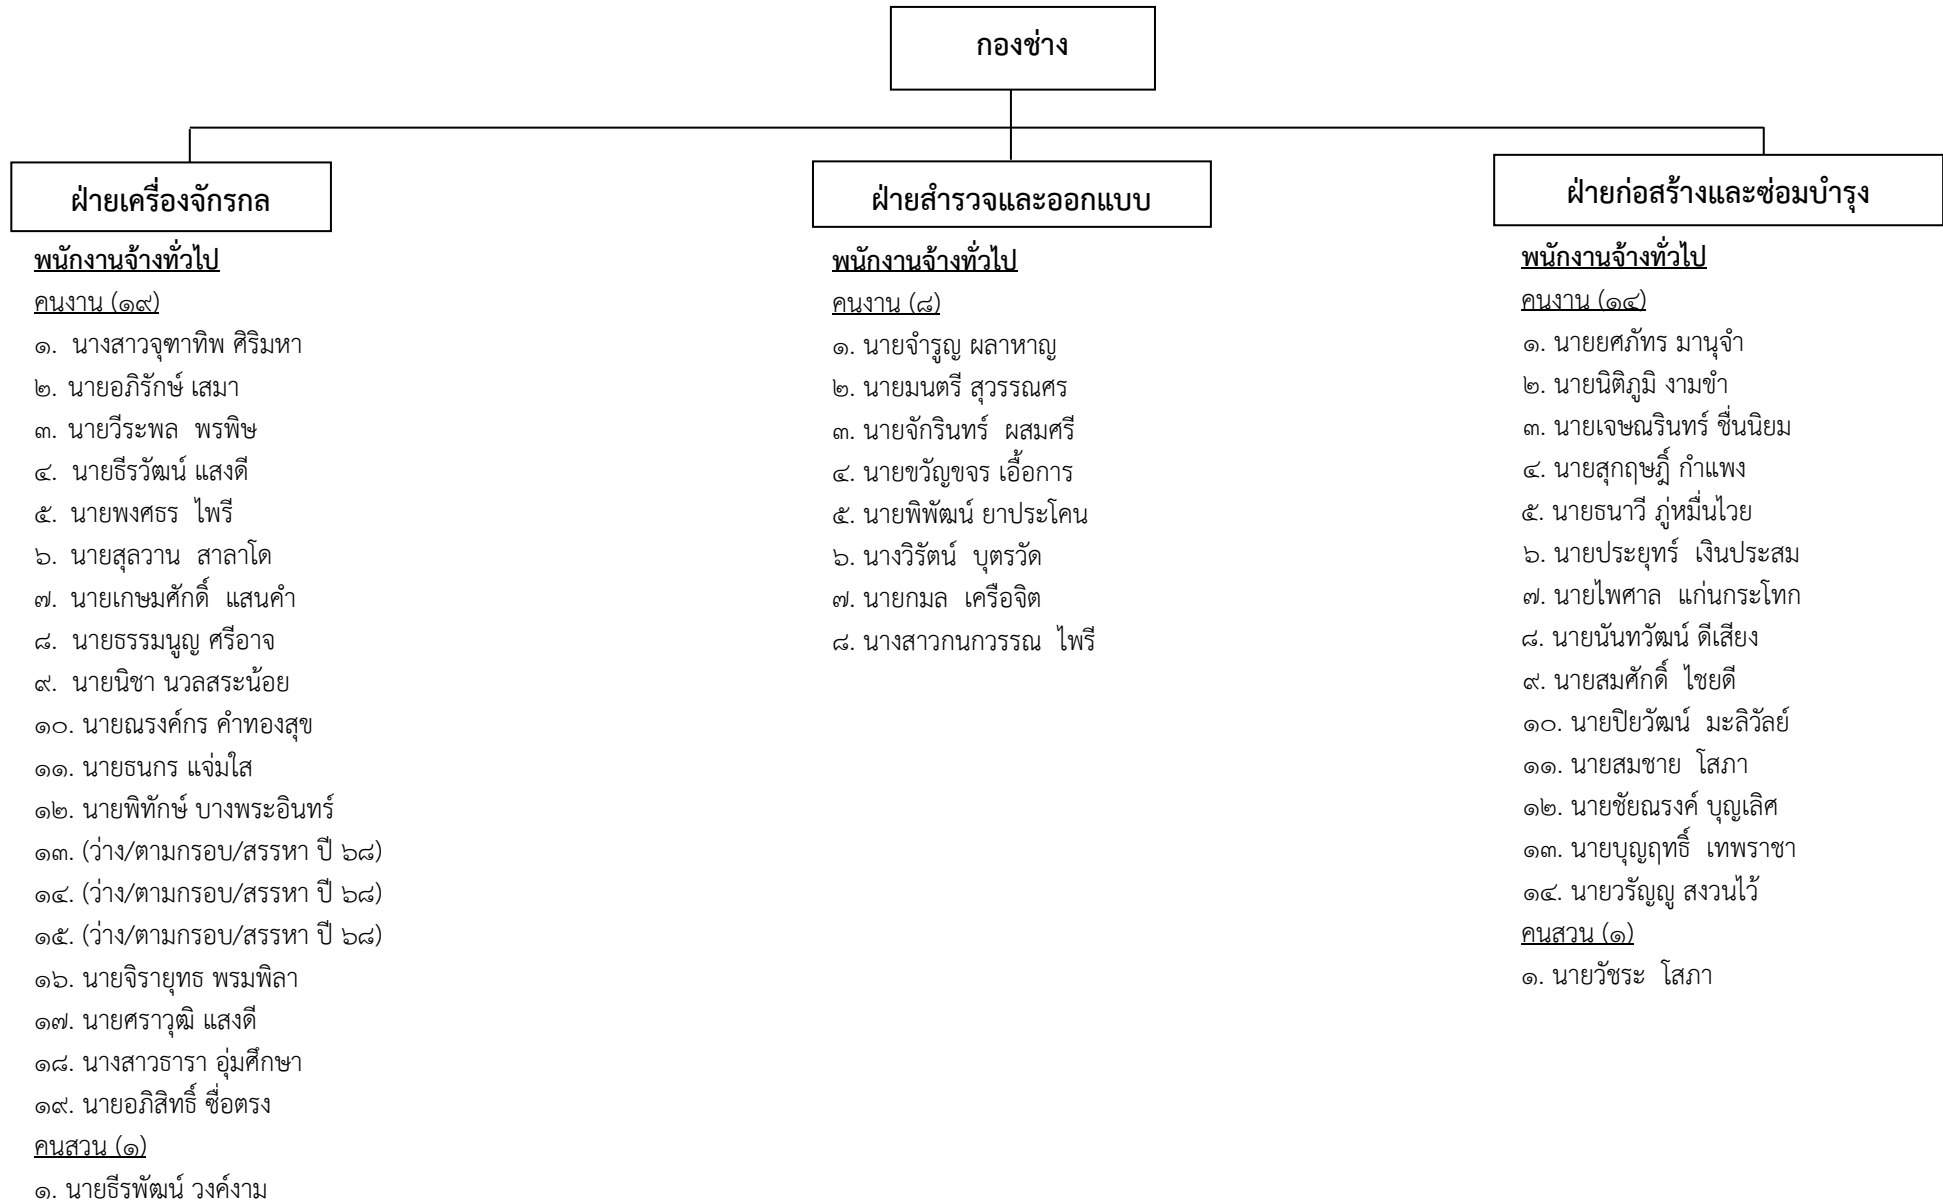 กองช่าง
ฝ่ายเครื่องจักรกล
พนักงานจ้างทั่วไป
คนงาน (๑๙)
๑. นางสาวจุฑาทิพ ศิริมหา
๒. นายอภิรักษ์ เสมา
๓. นายวีระพล พรพิษ
๔. นายธีรวัฒน์ แสงดี
๕. นายพงศธร ไพรี
๖. นายสุลวาน สาลาโด
๗. นายเกษมศักดิ์ แสนคำ
๘. นายธรรมนูญ ศรีอาจ
๙. นายนิชา นวลสระน้อย
๑๐. นายณรงค์กร คำทองสุข
๑๑. นายธนกร แจ่มใส
๑๒. นายพิทักษ์ บางพระอินทร์
๑๓. (ว่าง/ตามกรอบ/สรรหา ปี ๖๘)
๑๔. (ว่าง/ตามกรอบ/สรรหา ปี ๖๘)
๑๕. (ว่าง/ตามกรอบ/สรรหา ปี ๖๘)
๑๖. นายจิรายุทธ พรมพิลา
๑๗. นายศราวุฒิ แสงดี
๑๘. นางสาวธารา อุ่มศึกษา
๑๙. นายอภิสิทธิ์ ซื่อตรง
คนสวน (๑)
๑. นายธีรพัฒน์ วงค์งาม
ฝ่ายสำรวจและออกแบบ
พนักงานจ้างทั่วไป
คนงาน (๘)
๑. นายจำรูญ ผลาหาญ
๒. นายมนตรี สุวรรณศร
๓. นายจักรินทร์ ผสมศรี
๔. นายขวัญขจร เอื้อการ
๕. นายพิพัฒน์ ยาประโคน
๖. นางวิรัตน์ บุตรวัด
๗. นายกมล เครือจิต
๘. นางสาวกนกวรรณ ไพรี
ฝ่ายก่อสร้างและซ่อมบำรุง
พนักงานจ้างทั่วไป
คนงาน (๑๔)
๑. นายยศภัทร มานุจำ
๒. นายนิติภูมิ งามขำ
๓. นายเจษณรินทร์ ชื่นนิยม
๔. นายสุกฤษฎิ์ กำแพง
๕. นายธนาวี ภู่หมื่นไวย
๖. นายประยุทร์ เงินประสม
๗. นายไพศาล แก่นกระโทก
๘. นายนันทวัฒน์ ดีเสียง
๙. นายสมศักดิ์ ไชยดี
๑๐. นายปิยวัฒน์ มะลิวัลย์
๑๑. นายสมชาย โสภา
๑๒. นายชัยณรงค์ บุญเลิศ
๑๓. นายบุญฤทธิ์ เทพราชา
๑๔. นายวรัญญู สงวนไว้
คนสวน (๑)
๑. นายวัชระ โสภา